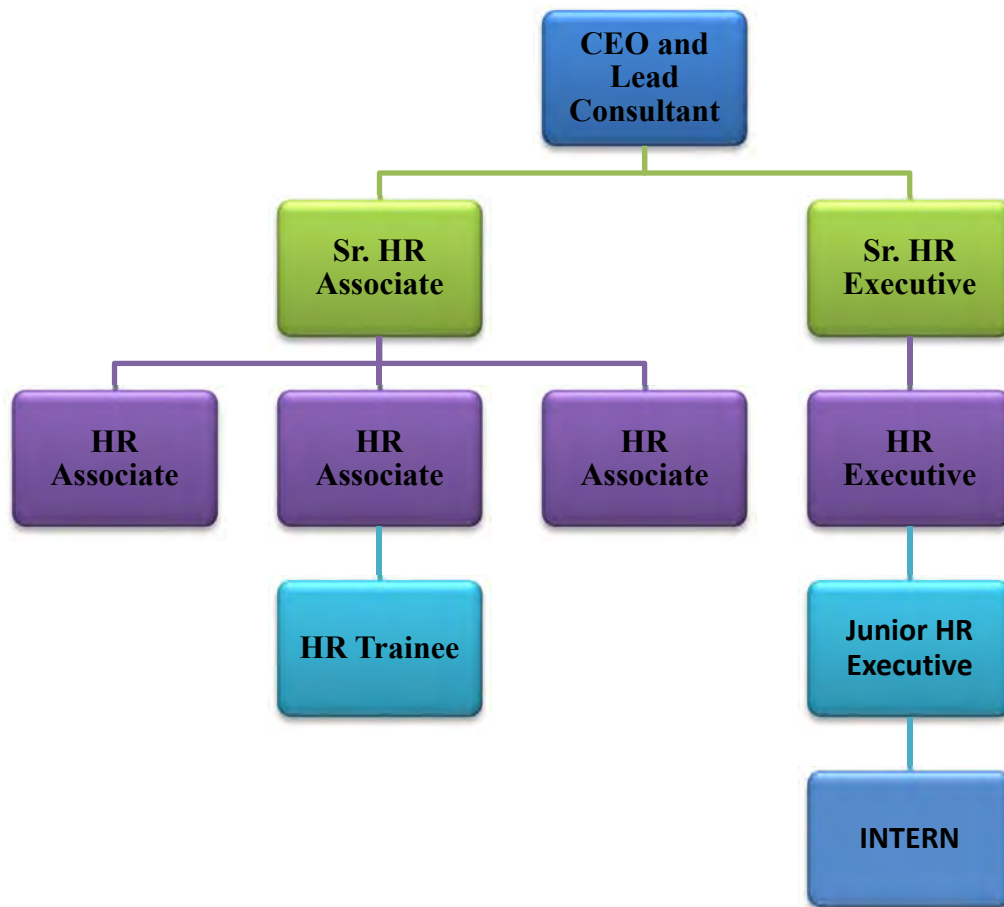 CEO and
Lead
Consultant
Sr. HR
Associate
Sr. HR
Executive
HR
Associate
HR
Associate
HR
Associate
HR
Executive
HR Trainee
Junior HR
Executive
INTERN